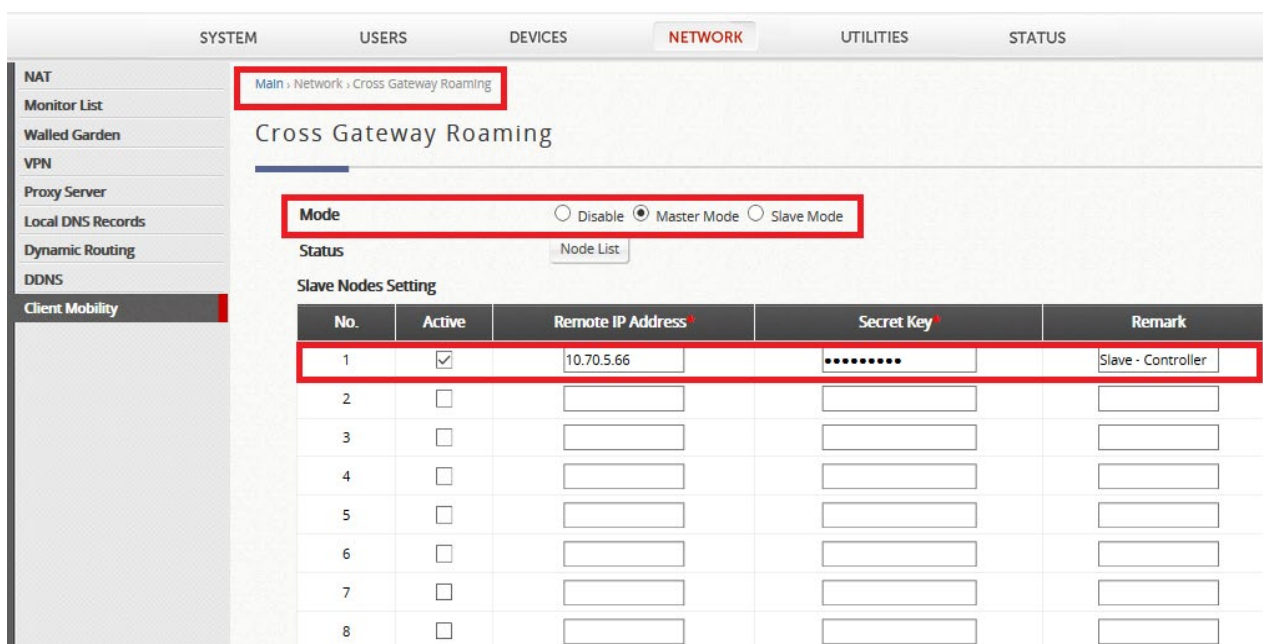 SYSTEM USERS DEVICES NETWORK UTILITIES STATUS
NAT
Monitor List
Walled Garden
VPN
Proxy Server
Local DNS Records
Dynamic Routing
DDNS
Client Mobility
Main › Network › Cross Gateway Roaming
Cross Gateway Roaming
Mode Disable Master Mode Slave Mode
Status Node List
Slave Nodes Setting
No. Active Remote IP Address* Secret Key* Remark
1 10.70.5.66 ••••••••• Slave - Controller
2
3
4
5
6
7
8